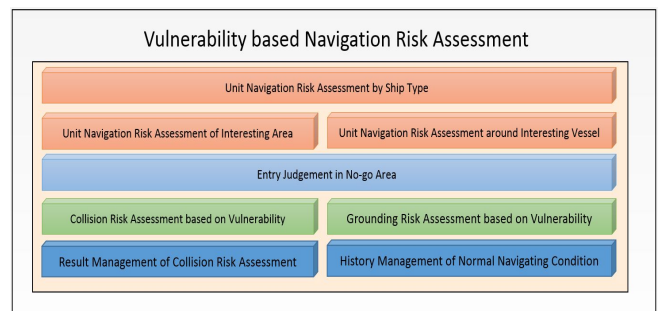 Vulnerability based Navigation Risk Assessment
Unit Navigation Risk Assessment by Ship Type
Unit Navigation Risk Assessment of Interesting Area
Unit Navigation Risk Assessment around Interesting Vessel
Entry Judgement in No-go Area
Collision Risk Assessment based on Vulnerability
Grounding Risk Assessment based on Vulnerability
Result Management of Collision Risk Assessment
History Management of Normal Navigating Condition